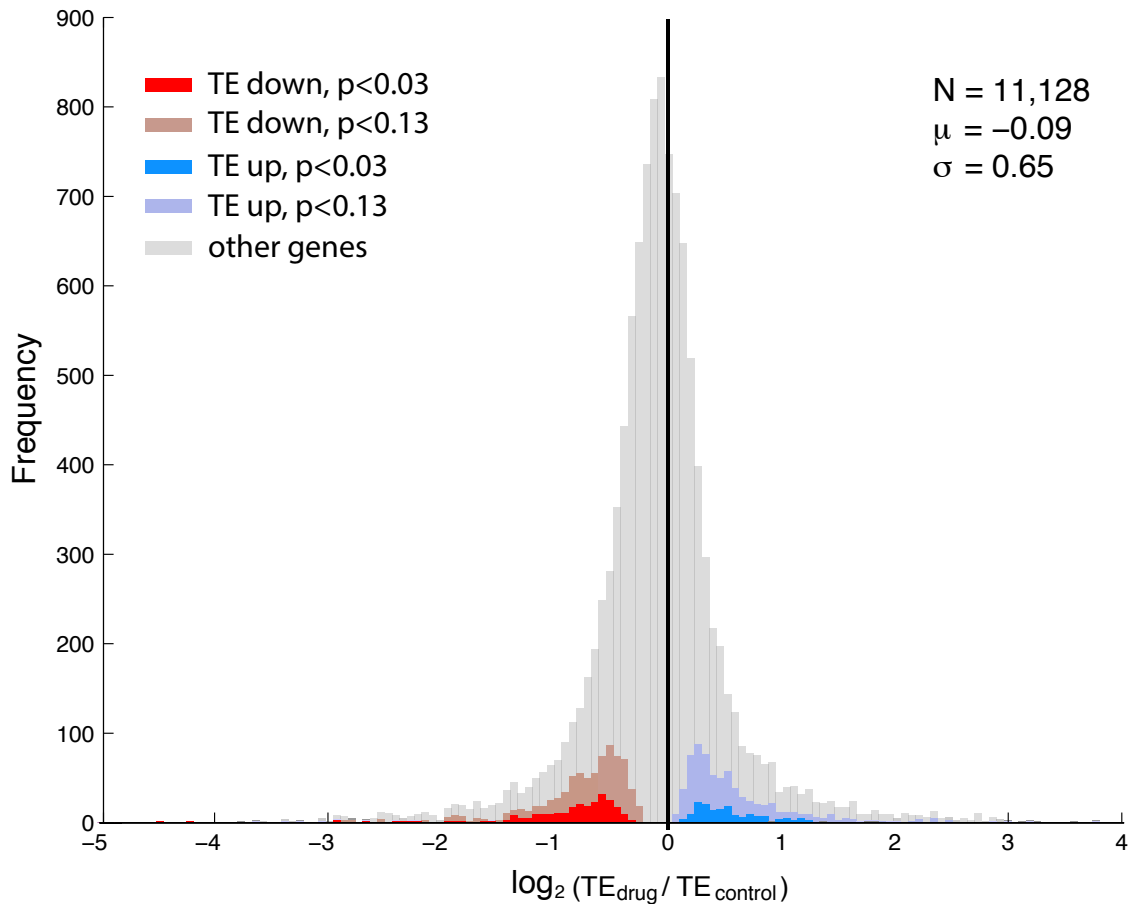 900
800
700
600
500
400
300
200
100
0
Frequency
TE down, p<0.03
TE down, p<0.13
TE up, p<0.03
TE up, p<0.13
other genes
N = 11,128
μ = −0.09
σ = 0.65
−5 −4 −3 −2 −1 0 1 2 3 4
log₂ (TEdrug / TEcontrol)